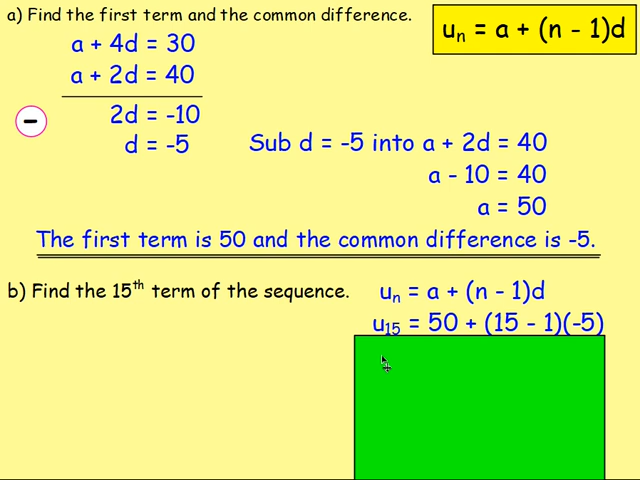 a) Find the first term and the common difference.
uₙ = a + (n - 1)d
a + 4d = 30
a + 2d = 40
−
2d = -10
d = -5
Sub d = -5 into a + 2d = 40
a - 10 = 40
a = 50
The first term is 50 and the common difference is -5.
b) Find the 15ᵗʰ term of the sequence.
uₙ = a + (n - 1)d
u₁₅ = 50 + (15 - 1)(-5)